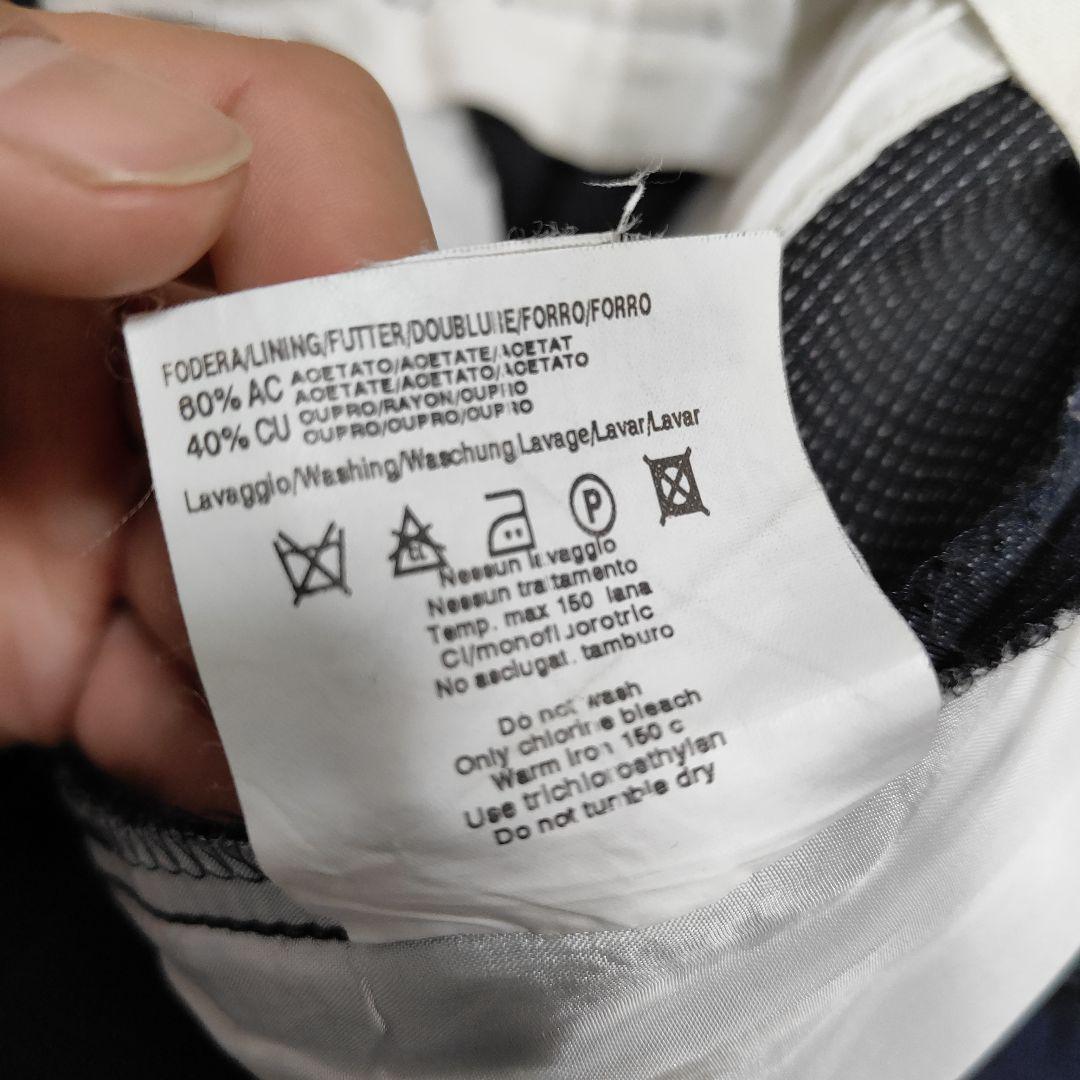 FODERA/LINING/FUTTER/DOUBLURE/FORRO/FORRO
60% AC ACETATO/ACETATE/ACETAT
ACETATE/ACETATO/ACETATO
40% CU CUPRO/RAYON/CUPRO
CUPRO/CUPRO/CUPRO
Lavaggio/Washing/Waschung Lavage/Lavar/Lavar
CL P
Nessun lavaggio
Nessun trattamento
Temp. max 150 lana
Cl/monofluorotric
No asciugat. tamburo
Do not wash
Only chlorine bleach
Warm iron 150 c
Use trichloroethylen
Do not tumble dry